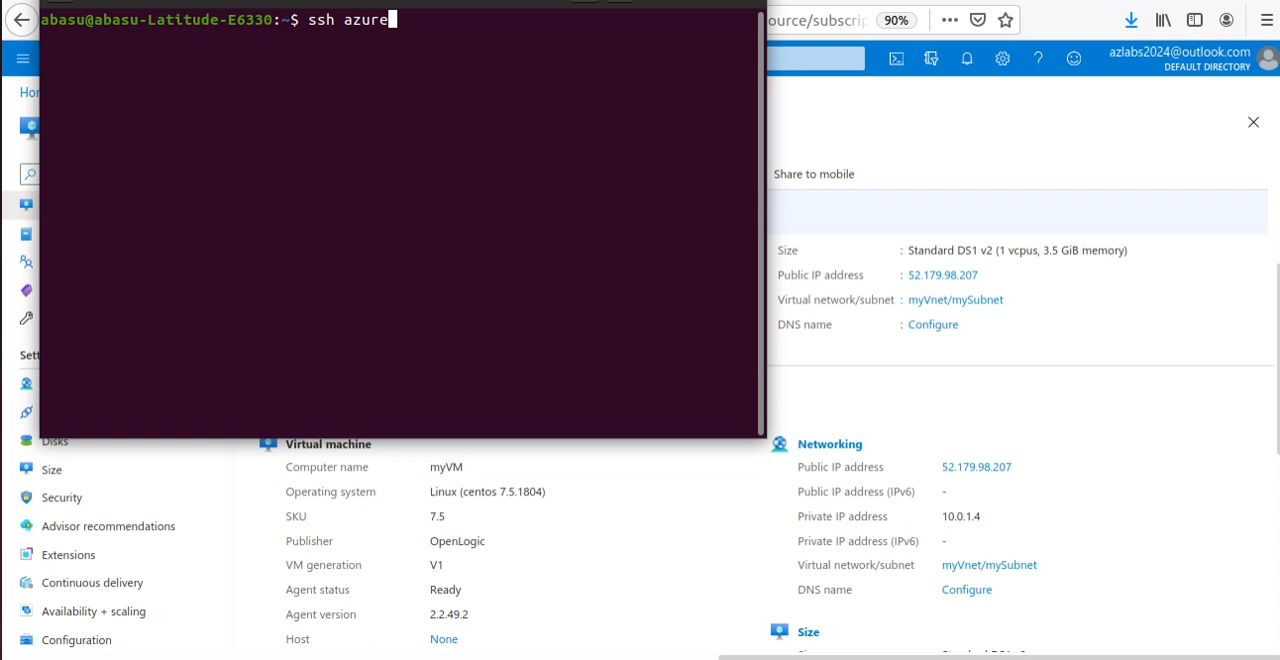 abasu@abasu-Latitude-E6330:~$ ssh azure
ource/subscrip
90%
azlabs2024@outlook.com
DEFAULT DIRECTORY
Hor
Share to mobile
Size : Standard DS1 v2 (1 vcpus, 3.5 GiB memory)
Public IP address : 52.179.98.207
Virtual network/subnet : myVnet/mySubnet
DNS name : Configure
Sett
Disks
Size
Security
Advisor recommendations
Extensions
Continuous delivery
Availability + scaling
Configuration
Virtual machine
Computer name myVM
Operating system Linux (centos 7.5.1804)
SKU 7.5
Publisher OpenLogic
VM generation V1
Agent status Ready
Agent version 2.2.49.2
Host None
Networking
Public IP address 52.179.98.207
Public IP address (IPv6) -
Private IP address 10.0.1.4
Private IP address (IPv6) -
Virtual network/subnet myVnet/mySubnet
DNS name Configure
Size